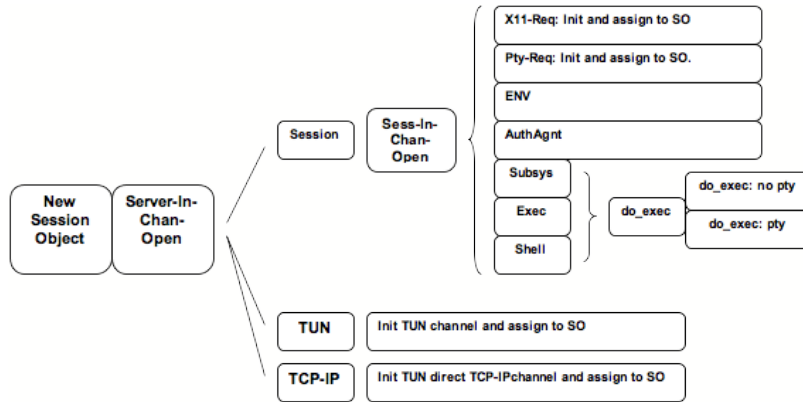 X11-Req: Init and assign to SO
Pty-Req: Init and assign to SO.
ENV
AuthAgnt
Session
Sess-In-
Chan-
Open
Subsys
Exec
Shell
do_exec
do_exec: no pty
do_exec: pty
New
Session
Object
Server-In-
Chan-
Open
TUN
Init TUN channel and assign to SO
TCP-IP
Init TUN direct TCP-IPchannel and assign to SO